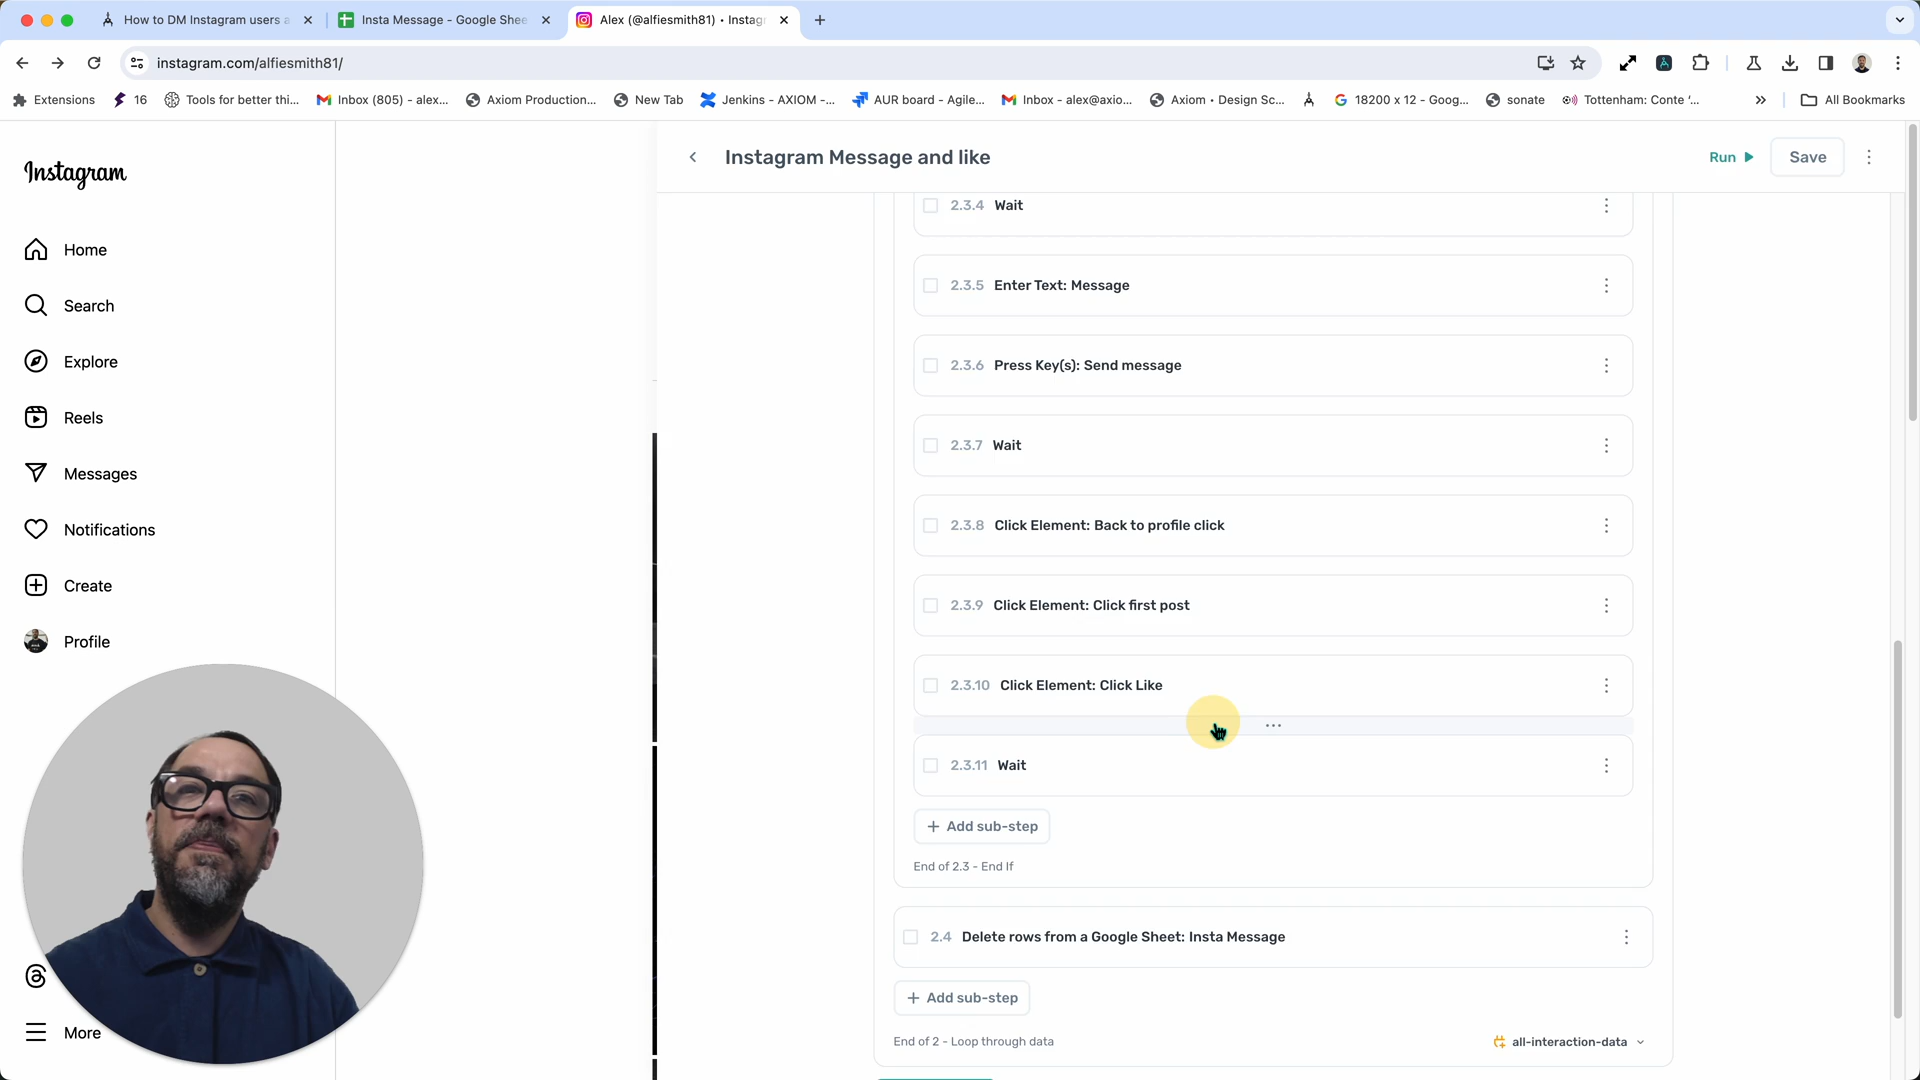 How to DM Instagram users a
Insta Message - Google Shee
Alex (@alfiesmith81) • Instag
instagram.com/alfiesmith81/
Extensions
16
Tools for better thi...
Inbox (805) - alex...
Axiom Production...
New Tab
Jenkins - AXIOM -...
AUR board - Agile...
Inbox - alex@axio...
Axiom • Design Sc...
18200 x 12 - Goog...
sonate
Tottenham: Conte '...
All Bookmarks
Instagram
Home
Search
Explore
Reels
Messages
Notifications
Create
Profile
More
Instagram Message and like
Run
Save
2.3.4 Wait
2.3.5 Enter Text: Message
2.3.6 Press Key(s): Send message
2.3.7 Wait
2.3.8 Click Element: Back to profile click
2.3.9 Click Element: Click first post
2.3.10 Click Element: Click Like
2.3.11 Wait
+ Add sub-step
End of 2.3 - End If
2.4 Delete rows from a Google Sheet: Insta Message
+ Add sub-step
End of 2 - Loop through data
all-interaction-data